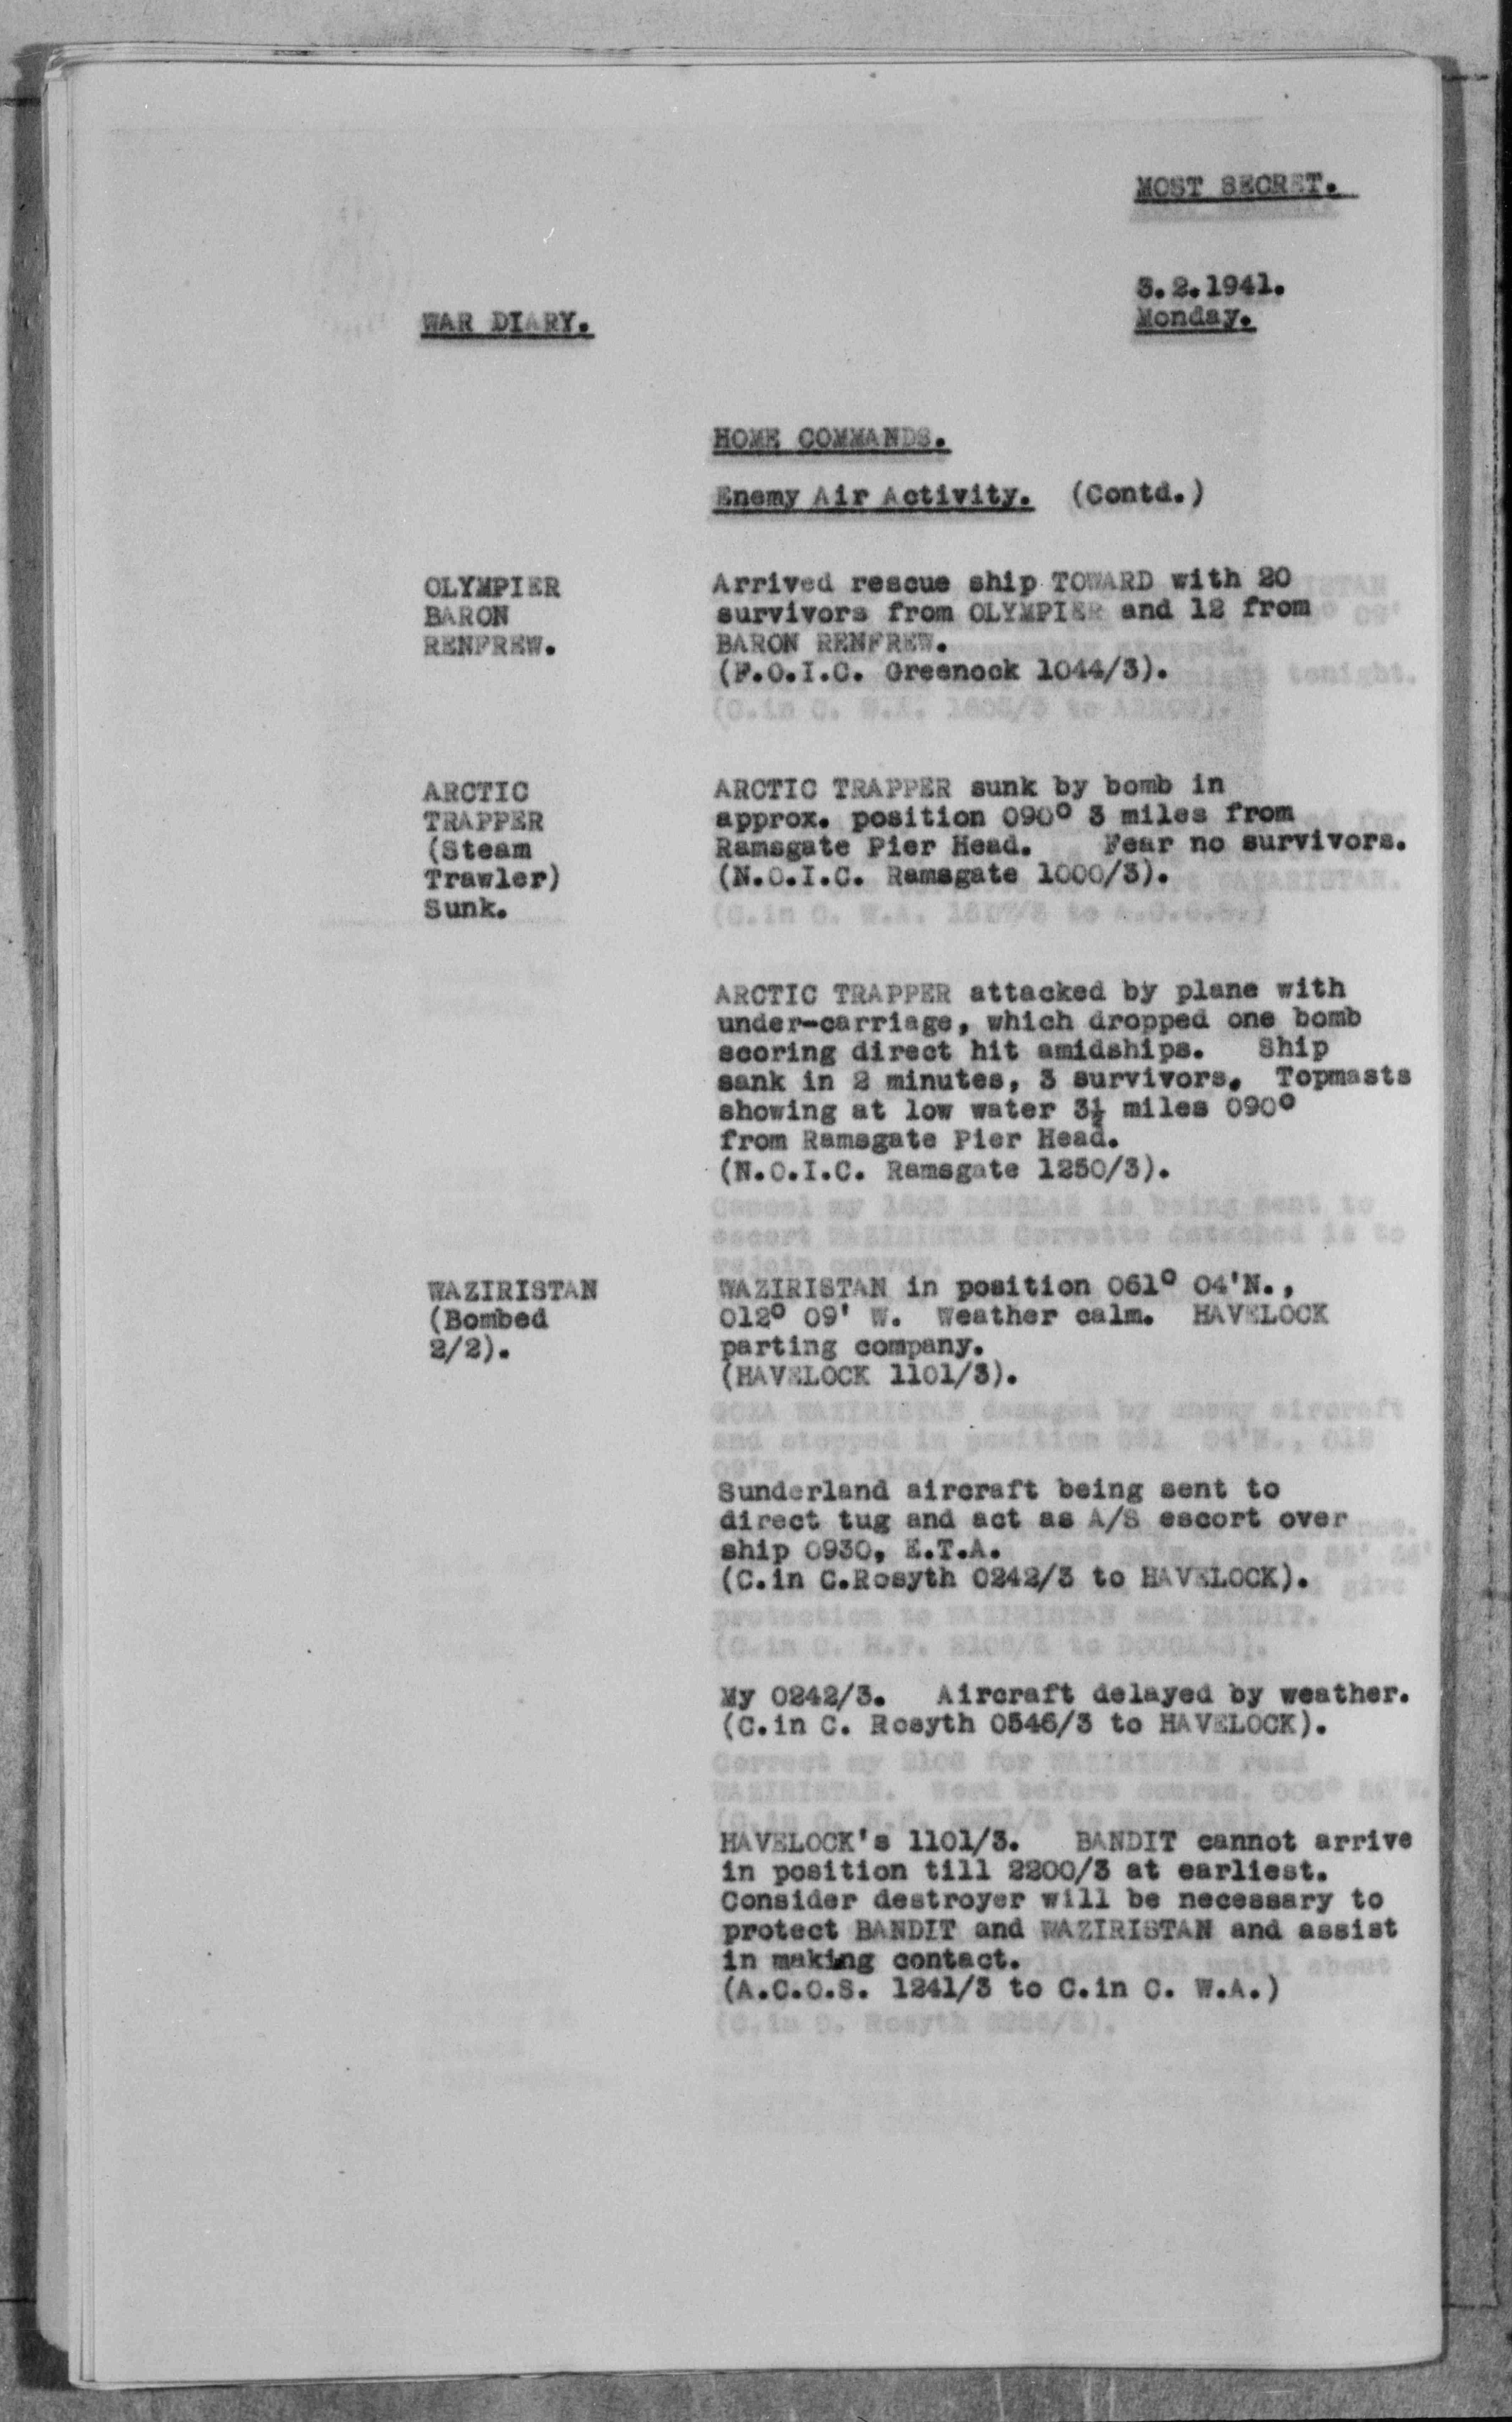 MOST SECRET.
3.2.1941.
Monday.
WAR DIARY.
HOME COMMANDS.
Enemy Air Activity. (Contd.)
OLYMPIER
BARON
RENFREW.
Arrived rescue ship TOWARD with 20
survivors from OLYMPIER and 12 from
BARON RENFREW.
(F.O.I.C. Greenock 1044/3).
ARCTIC
TRAPPER
(Steam
Trawler)
Sunk.
ARCTIC TRAPPER sunk by bomb in
approx. position 090° 3 miles from
Ramsgate Pier Head. Fear no survivors.
(N.O.I.C. Ramsgate 1000/3).
ARCTIC TRAPPER attacked by plane with
under-carriage, which dropped one bomb
scoring direct hit amidships. Ship
sank in 2 minutes, 3 survivors. Topmasts
showing at low water 3½ miles 090°
from Ramsgate Pier Head.
(N.O.I.C. Ramsgate 1250/3).
WAZIRISTAN
(Bombed
2/2).
WAZIRISTAN in position 061° 04'N.,
012° 09' W. Weather calm. HAVELOCK
parting company.
(HAVELOCK 1101/3).
Sunderland aircraft being sent to
direct tug and act as A/S escort over
ship 0930, E.T.A.
(C.in C.Rosyth 0242/3 to HAVELOCK).
My 0242/3. Aircraft delayed by weather.
(C.in C. Rosyth 0546/3 to HAVELOCK).
HAVELOCK's 1101/3. BANDIT cannot arrive
in position till 2200/3 at earliest.
Consider destroyer will be necessary to
protect BANDIT and WAZIRISTAN and assist
in making contact.
(A.C.O.S. 1241/3 to C.in C. W.A.)